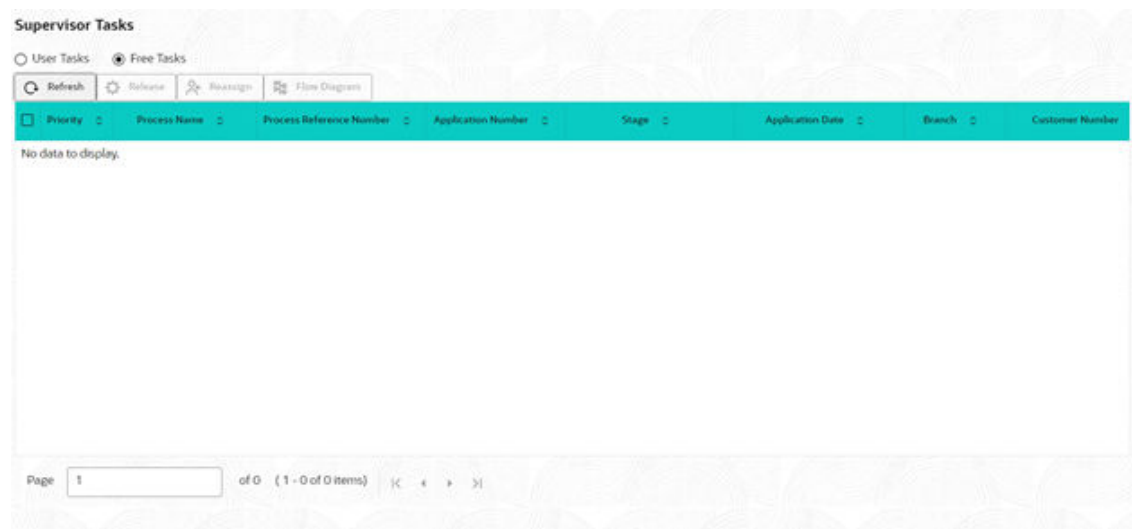 Supervisor Tasks
User Tasks Free Tasks
Refresh Release Reassign Flow Diagram
Priority Process Name Process Reference Number Application Number Stage Application Date Branch Customer Number
No data to display.
Page 1 of 0 (1 - 0 of 0 items)